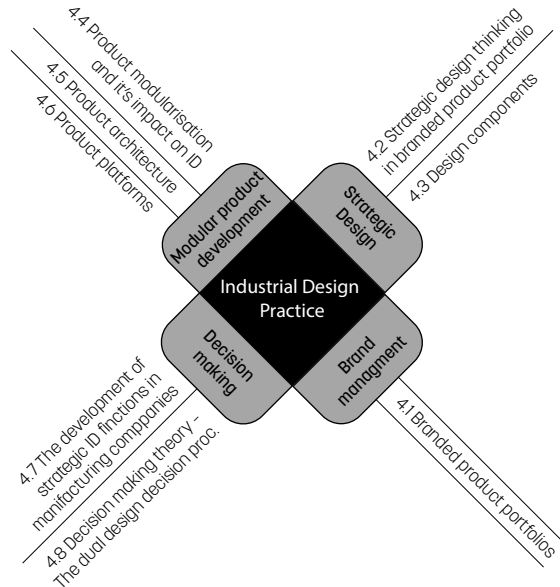 4.4 Product modularisation
and it's impact on ID
4.5 Product architecture
4.6 Product platforms
4.2 Strategic design thinking
in branded product portfolio
4.3 Design components
Modular product
development
Strategic
Design
Industrial Design
Practice
Decision
making
Brand
managment
4.7 The development of
strategic ID finctions in
manifacturing comppanies
4.8 Decision making theory -
The dual design decision proc.
4.1 Branded product portfolios